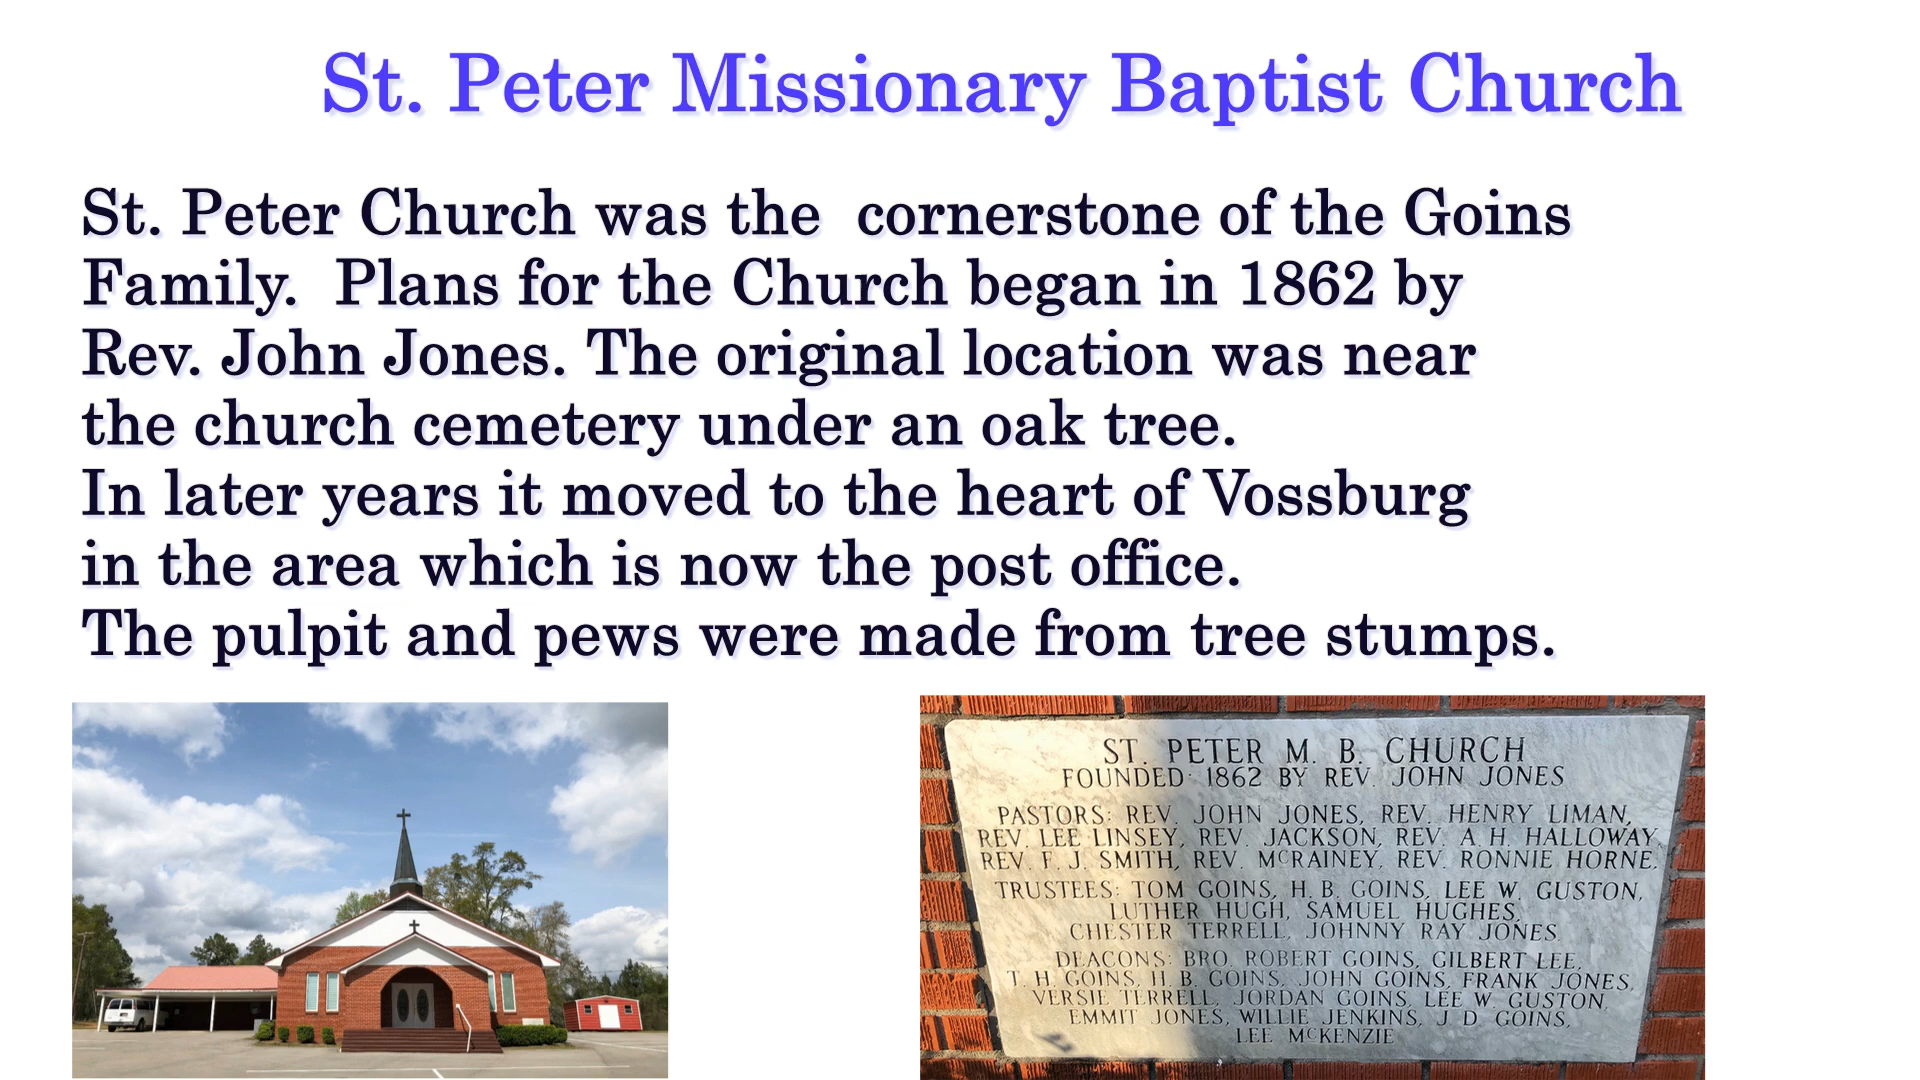 St. Peter Missionary Baptist Church
St. Peter Church was the cornerstone of the Goins
Family. Plans for the Church began in 1862 by
Rev. John Jones. The original location was near
the church cemetery under an oak tree.
In later years it moved to the heart of Vossburg
in the area which is now the post office.
The pulpit and pews were made from tree stumps.
ST. PETER M. B. CHURCH
FOUNDED: 1862 BY REV. JOHN JONES
PASTORS: REV. JOHN JONES, REV. HENRY LIMAN,
REV. LEE LINSEY, REV. JACKSON, REV. A. H. HALLOWAY
REV. F. J. SMITH, REV. MCRAINEY, REV. RONNIE HORNE.
TRUSTEES: TOM GOINS, H. B. GOINS, LEE W. GUSTON,
LUTHER HUGH, SAMUEL HUGHES,
CHESTER TERRELL, JOHNNY RAY JONES.
DEACONS: BRO. ROBERT GOINS, GILBERT LEE,
T. H. GOINS, H. B. GOINS, JOHN GOINS, FRANK JONES,
VERSIE TERRELL, JORDAN GOINS, LEE W. GUSTON,
EMMIT JONES, WILLIE JENKINS, J. D. GOINS,
LEE MCKENZIE